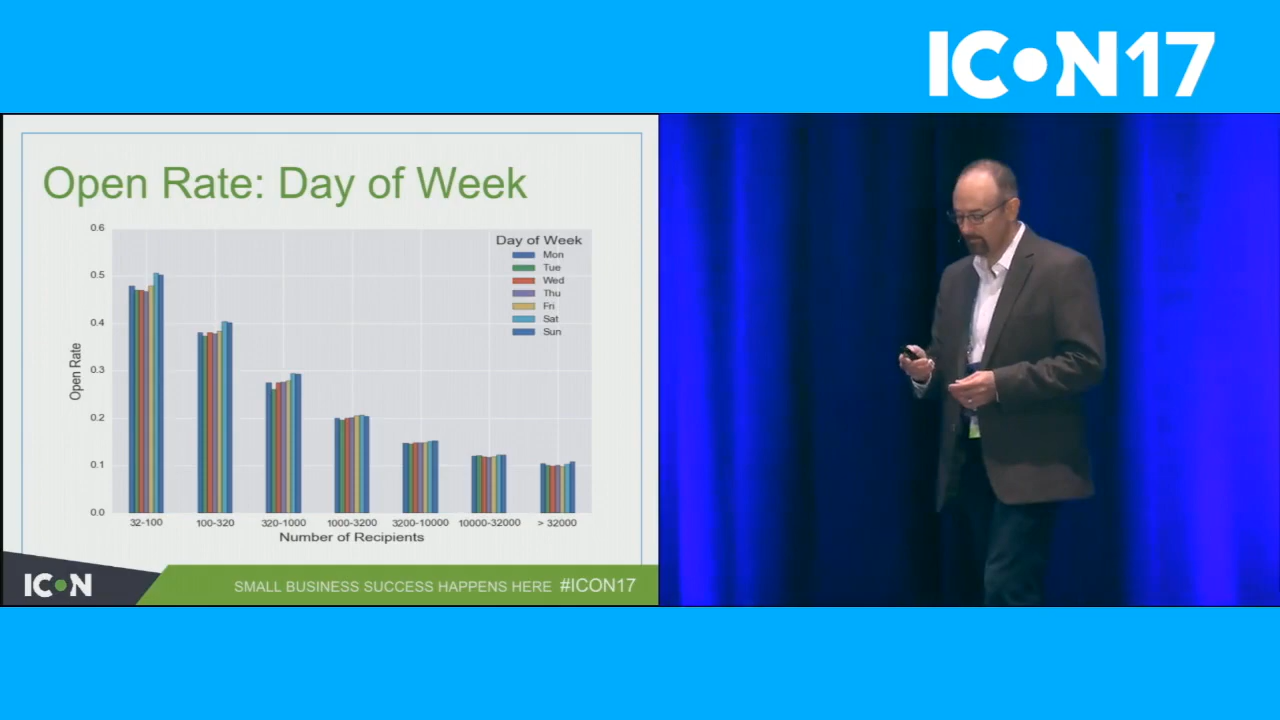 ICON17
Open Rate: Day of Week
0.6
0.5
0.4
0.3
0.2
0.1
0.0
Open Rate
Day of Week
Mon
Tue
Wed
Thu
Fri
Sat
Sun
32-100
100-320
320-1000
1000-3200
3200-10000
10000-32000
> 32000
Number of Recipients
ICON
SMALL BUSINESS SUCCESS HAPPENS HERE #ICON17